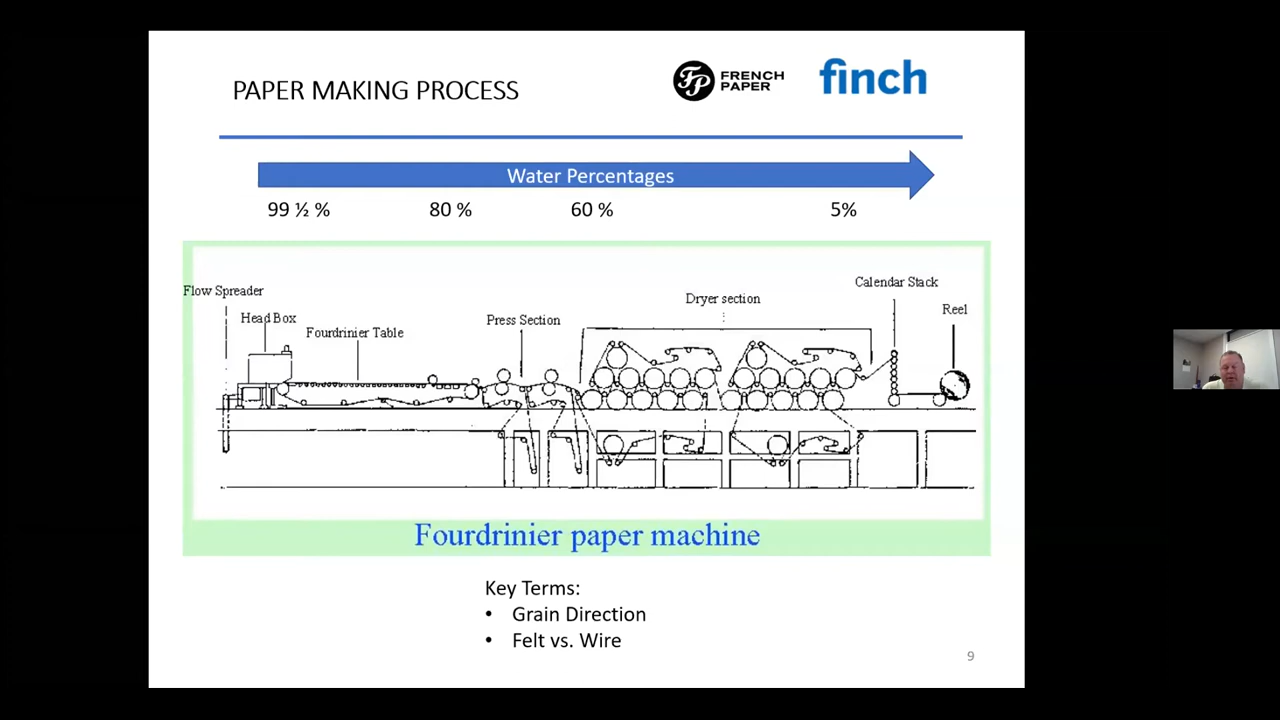 PAPER MAKING PROCESS
FP FRENCH
PAPER
finch
Water Percentages
99 ½ % 80 % 60 % 5%
Flow Spreader
Head Box
Fourdrinier Table
Press Section
Dryer section
Calendar Stack
Reel
Fourdrinier paper machine
Key Terms:
• Grain Direction
• Felt vs. Wire
9